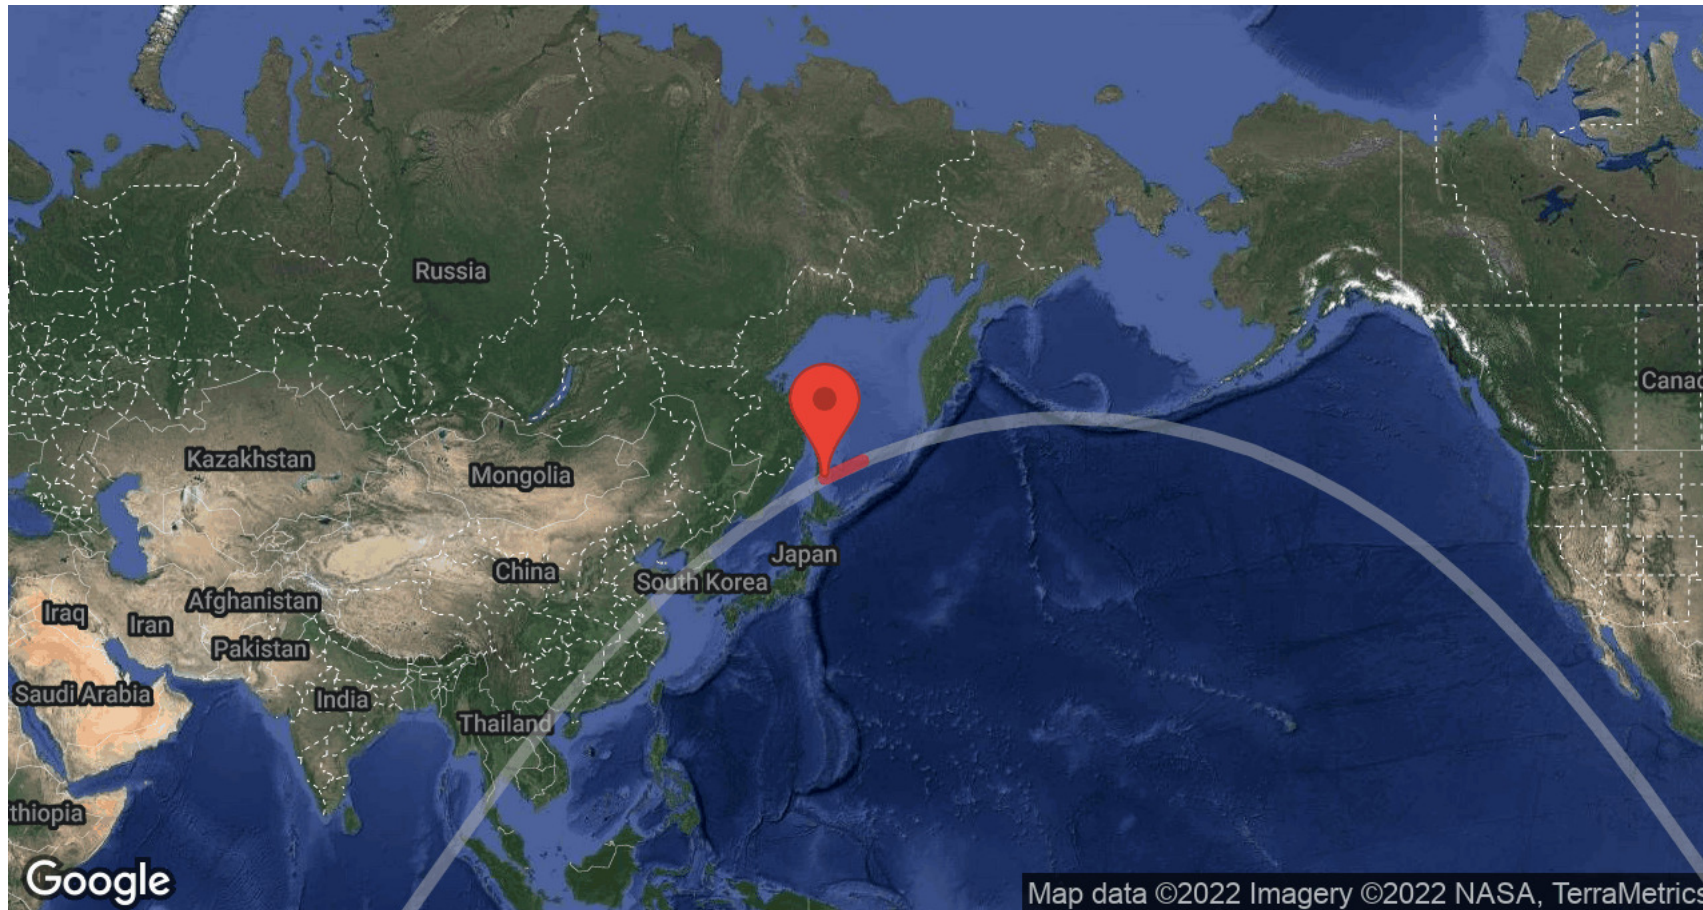 Russia
Canad
Kazakhstan
Mongolia
Japan
China
South Korea
Afghanistan
Iraq
Iran
Pakistan
Saudi Arabia
India
Thailand
thiopia
Google
Map data ©2022 Imagery ©2022 NASA, TerraMetrics